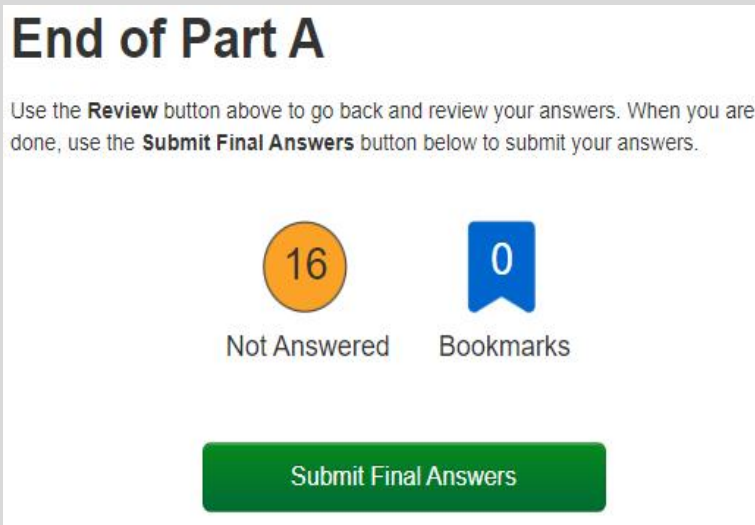 End of Part A
Use the Review button above to go back and review your answers. When you are
done, use the Submit Final Answers button below to submit your answers.
16 0
Not Answered Bookmarks
Submit Final Answers